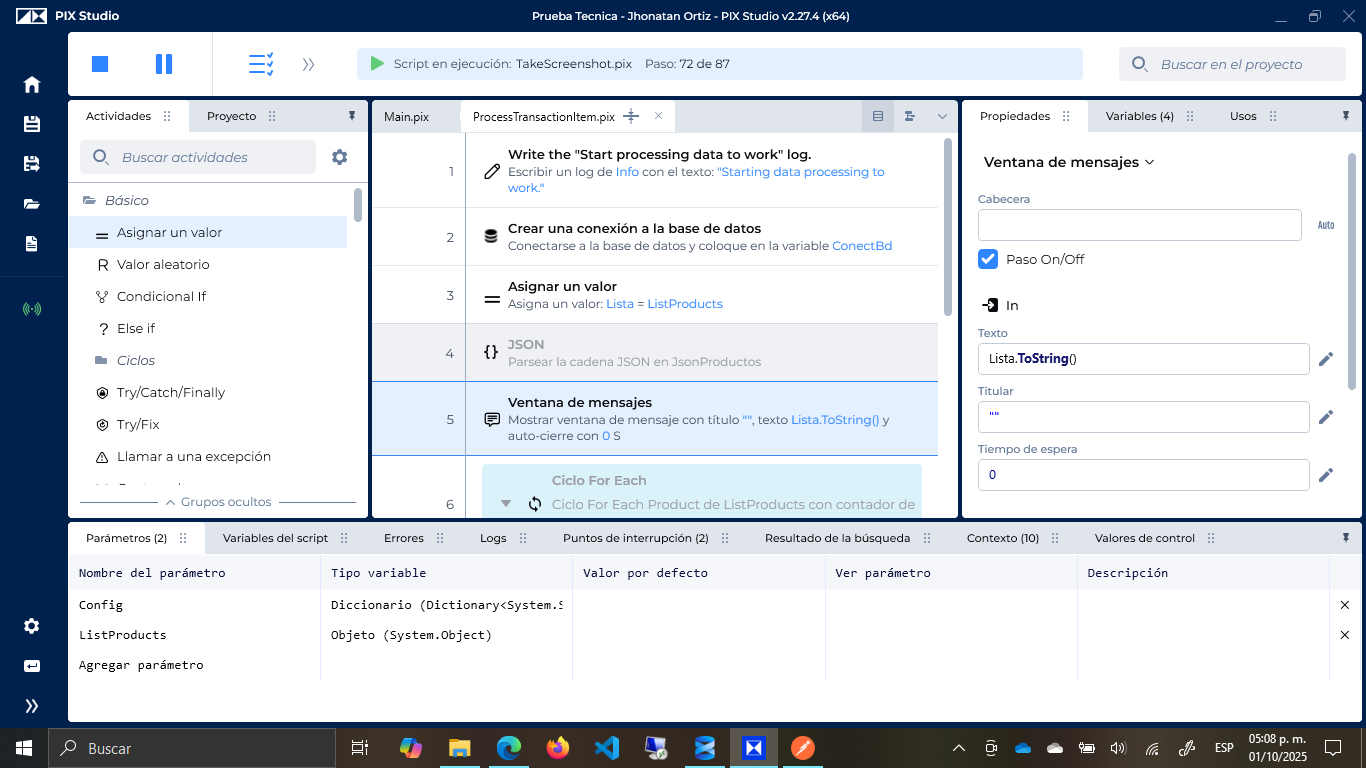 PIX Studio
Prueba Tecnica - Jhonatan Ortiz - PIX Studio v2.27.4 (x64)
Script en ejecución: TakeScreenshot.pix Paso: 72 de 87
Buscar en el proyecto
Actividades
Proyecto
Buscar actividades
Básico
Asignar un valor
R Valor aleatorio
Condicional If
? Else if
Ciclos
Try/Catch/Finally
Try/Fix
Llamar a una excepción
Grupos ocultos
Main.pix
ProcessTransactionItem.pix
1
Write the "Start processing data to work" log.
Escribir un log de Info con el texto: "Starting data processing to
work."
2
Crear una conexión a la base de datos
Conectarse a la base de datos y coloque en la variable ConectBd
3
Asignar un valor
Asigna un valor: Lista = ListProducts
4
JSON
Parsear la cadena JSON en JsonProductos
5
Ventana de mensajes
Mostrar ventana de mensaje con título "", texto Lista.ToString() y
auto-cierre con 0 S
6
Ciclo For Each
Ciclo For Each Product de ListProducts con contador de
Propiedades
Variables (4)
Usos
Ventana de mensajes
Cabecera
Auto
Paso On/Off
In
Texto
Lista.ToString()
Titular
""
Tiempo de espera
0
Parámetros (2)
Variables del script
Errores
Logs
Puntos de interrupción (2)
Resultado de la búsqueda
Contexto (10)
Valores de control
Nombre del parámetro
Tipo variable
Valor por defecto
Ver parámetro
Descripción
Config
Diccionario (Dictionary<System.S
ListProducts
Objeto (System.Object)
Agregar parámetro
Buscar
ESP
05:08 p. m.
01/10/2025